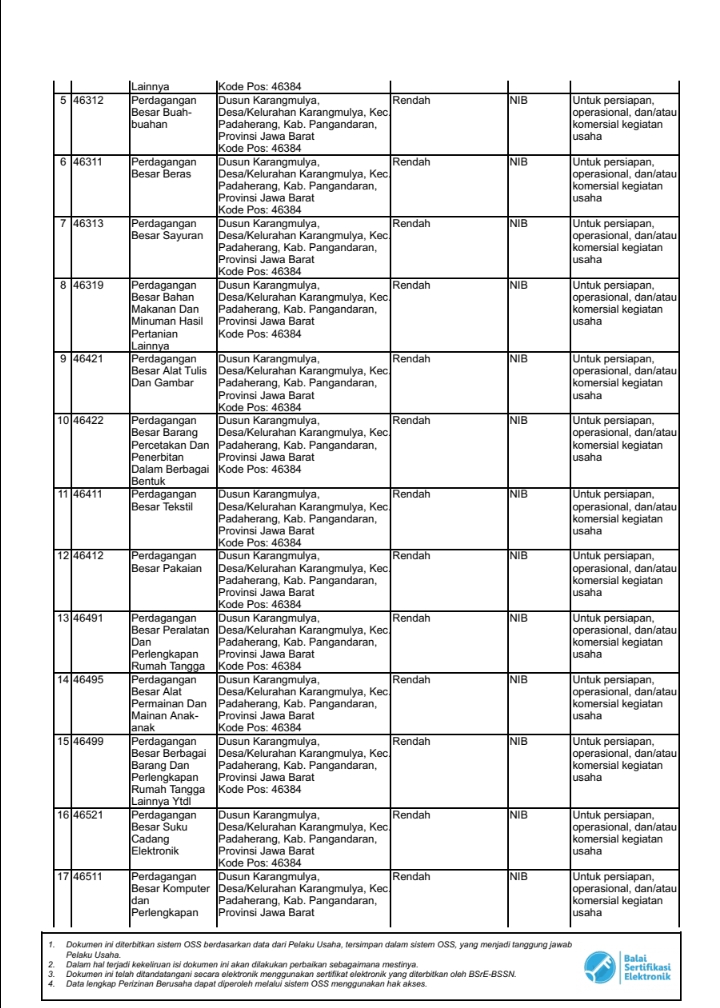 Lainnya Kode Pos: 46384
5 46312 Perdagangan Besar Buah-buahan Dusun Karangmulya, Desa/Kelurahan Karangmulya, Kec. Padaherang, Kab. Pangandaran, Provinsi Jawa Barat Kode Pos: 46384 Rendah NIB Untuk persiapan, operasional, dan/atau komersial kegiatan usaha
6 46311 Perdagangan Besar Beras Dusun Karangmulya, Desa/Kelurahan Karangmulya, Kec. Padaherang, Kab. Pangandaran, Provinsi Jawa Barat Kode Pos: 46384 Rendah NIB Untuk persiapan, operasional, dan/atau komersial kegiatan usaha
7 46313 Perdagangan Besar Sayuran Dusun Karangmulya, Desa/Kelurahan Karangmulya, Kec. Padaherang, Kab. Pangandaran, Provinsi Jawa Barat Kode Pos: 46384 Rendah NIB Untuk persiapan, operasional, dan/atau komersial kegiatan usaha
8 46319 Perdagangan Besar Bahan Makanan Dan Minuman Hasil Pertanian Lainnya Dusun Karangmulya, Desa/Kelurahan Karangmulya, Kec. Padaherang, Kab. Pangandaran, Provinsi Jawa Barat Kode Pos: 46384 Rendah NIB Untuk persiapan, operasional, dan/atau komersial kegiatan usaha
9 46421 Perdagangan Besar Alat Tulis Dan Gambar Dusun Karangmulya, Desa/Kelurahan Karangmulya, Kec. Padaherang, Kab. Pangandaran, Provinsi Jawa Barat Kode Pos: 46384 Rendah NIB Untuk persiapan, operasional, dan/atau komersial kegiatan usaha
10 46422 Perdagangan Besar Barang Percetakan Dan Penerbitan Dalam Berbagai Bentuk Dusun Karangmulya, Desa/Kelurahan Karangmulya, Kec. Padaherang, Kab. Pangandaran, Provinsi Jawa Barat Kode Pos: 46384 Rendah NIB Untuk persiapan, operasional, dan/atau komersial kegiatan usaha
11 46411 Perdagangan Besar Tekstil Dusun Karangmulya, Desa/Kelurahan Karangmulya, Kec. Padaherang, Kab. Pangandaran, Provinsi Jawa Barat Kode Pos: 46384 Rendah NIB Untuk persiapan, operasional, dan/atau komersial kegiatan usaha
12 46412 Perdagangan Besar Pakaian Dusun Karangmulya, Desa/Kelurahan Karangmulya, Kec. Padaherang, Kab. Pangandaran, Provinsi Jawa Barat Kode Pos: 46384 Rendah NIB Untuk persiapan, operasional, dan/atau komersial kegiatan usaha
13 46491 Perdagangan Besar Peralatan Dan Perlengkapan Rumah Tangga Dusun Karangmulya, Desa/Kelurahan Karangmulya, Kec. Padaherang, Kab. Pangandaran, Provinsi Jawa Barat Kode Pos: 46384 Rendah NIB Untuk persiapan, operasional, dan/atau komersial kegiatan usaha
14 46495 Perdagangan Besar Alat Permainan Dan Mainan Anak-anak Dusun Karangmulya, Desa/Kelurahan Karangmulya, Kec. Padaherang, Kab. Pangandaran, Provinsi Jawa Barat Kode Pos: 46384 Rendah NIB Untuk persiapan, operasional, dan/atau komersial kegiatan usaha
15 46499 Perdagangan Besar Berbagai Barang Dan Perlengkapan Rumah Tangga Lainnya Ytdl Dusun Karangmulya, Desa/Kelurahan Karangmulya, Kec. Padaherang, Kab. Pangandaran, Provinsi Jawa Barat Kode Pos: 46384 Rendah NIB Untuk persiapan, operasional, dan/atau komersial kegiatan usaha
16 46521 Perdagangan Besar Suku Cadang Elektronik Dusun Karangmulya, Desa/Kelurahan Karangmulya, Kec. Padaherang, Kab. Pangandaran, Provinsi Jawa Barat Kode Pos: 46384 Rendah NIB Untuk persiapan, operasional, dan/atau komersial kegiatan usaha
17 46511 Perdagangan Besar Komputer dan Perlengkapan Dusun Karangmulya, Desa/Kelurahan Karangmulya, Kec. Padaherang, Kab. Pangandaran, Provinsi Jawa Barat Rendah NIB Untuk persiapan, operasional, dan/atau komersial kegiatan usaha
1. Dokumen ini diterbitkan sistem OSS berdasarkan data dari Pelaku Usaha, tersimpan dalam sistem OSS, yang menjadi tanggung jawab
Pelaku Usaha.
2. Dalam hal terjadi kekeliruan isi dokumen ini akan dilakukan perbaikan sebagaimana mestinya.
3. Dokumen ini telah ditandatangani secara elektronik menggunakan sertifikat elektronik yang diterbitkan oleh BSrE-BSSN.
4. Data lengkap Perizinan Berusaha dapat diperoleh melalui sistem OSS menggunakan hak akses.
Balai
Sertifikasi
Elektronik